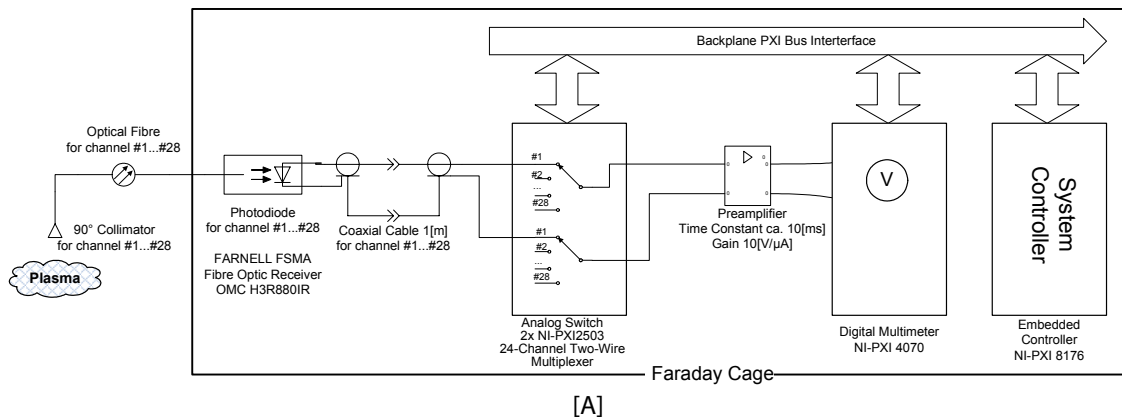 Backplane PXI Bus Interterface
Optical Fibre
for channel #1...#28
90° Collimator
for channel #1...#28
Plasma
Photodiode
for channel #1...#28
FARNELL FSMA
Fibre Optic Receiver
OMC H3R880IR
Coaxial Cable 1[m]
for channel #1...#28
#1
#2
...
#28
#1
#2
...
#28
Analog Switch
2x NI-PXI2503
24-Channel Two-Wire
Multiplexer
Preamplifier
Time Constant ca. 10[ms]
Gain 10[V/µA]
V
Digital Multimeter
NI-PXI 4070
System
Controller
Embedded
Controller
NI-PXI 8176
Faraday Cage
[A]